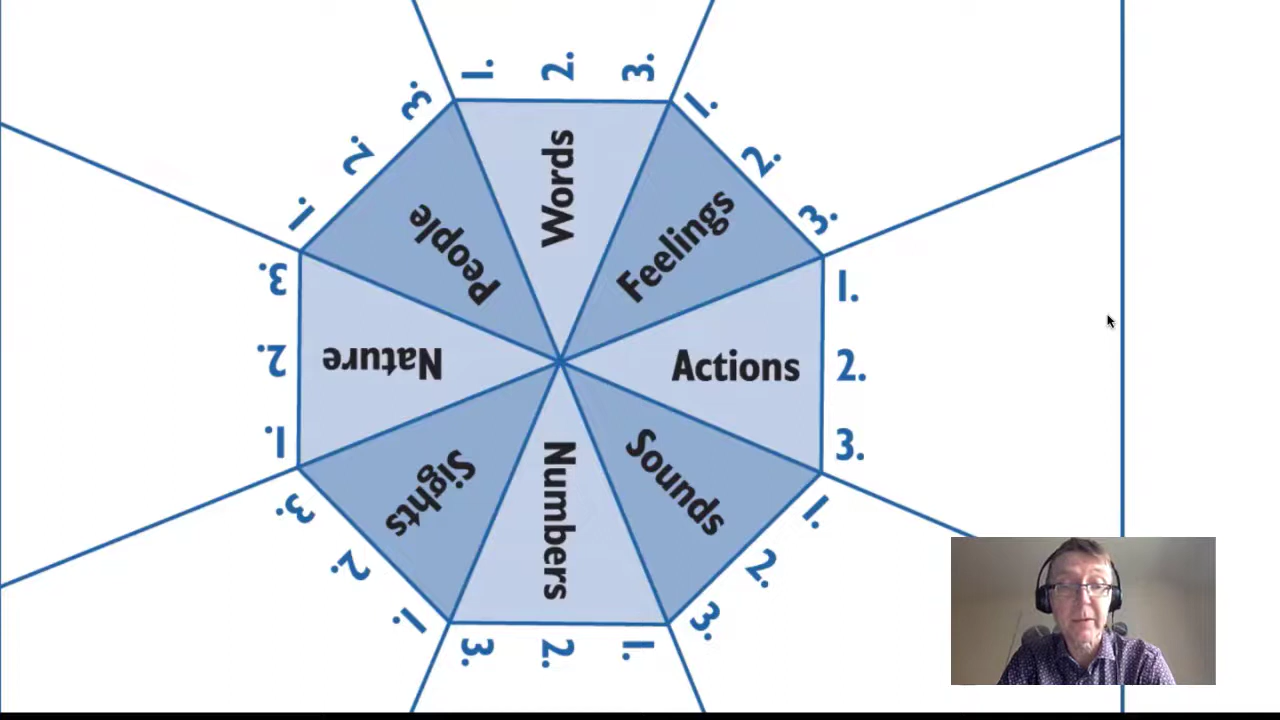 Words
1. 2. 3.
Feelings
1. 2. 3.
Actions
1. 2. 3.
Sounds
1. 2. 3.
Numbers
1. 2. 3.
Sights
1. 2. 3.
Nature
1. 2. 3.
People
1. 2. 3.